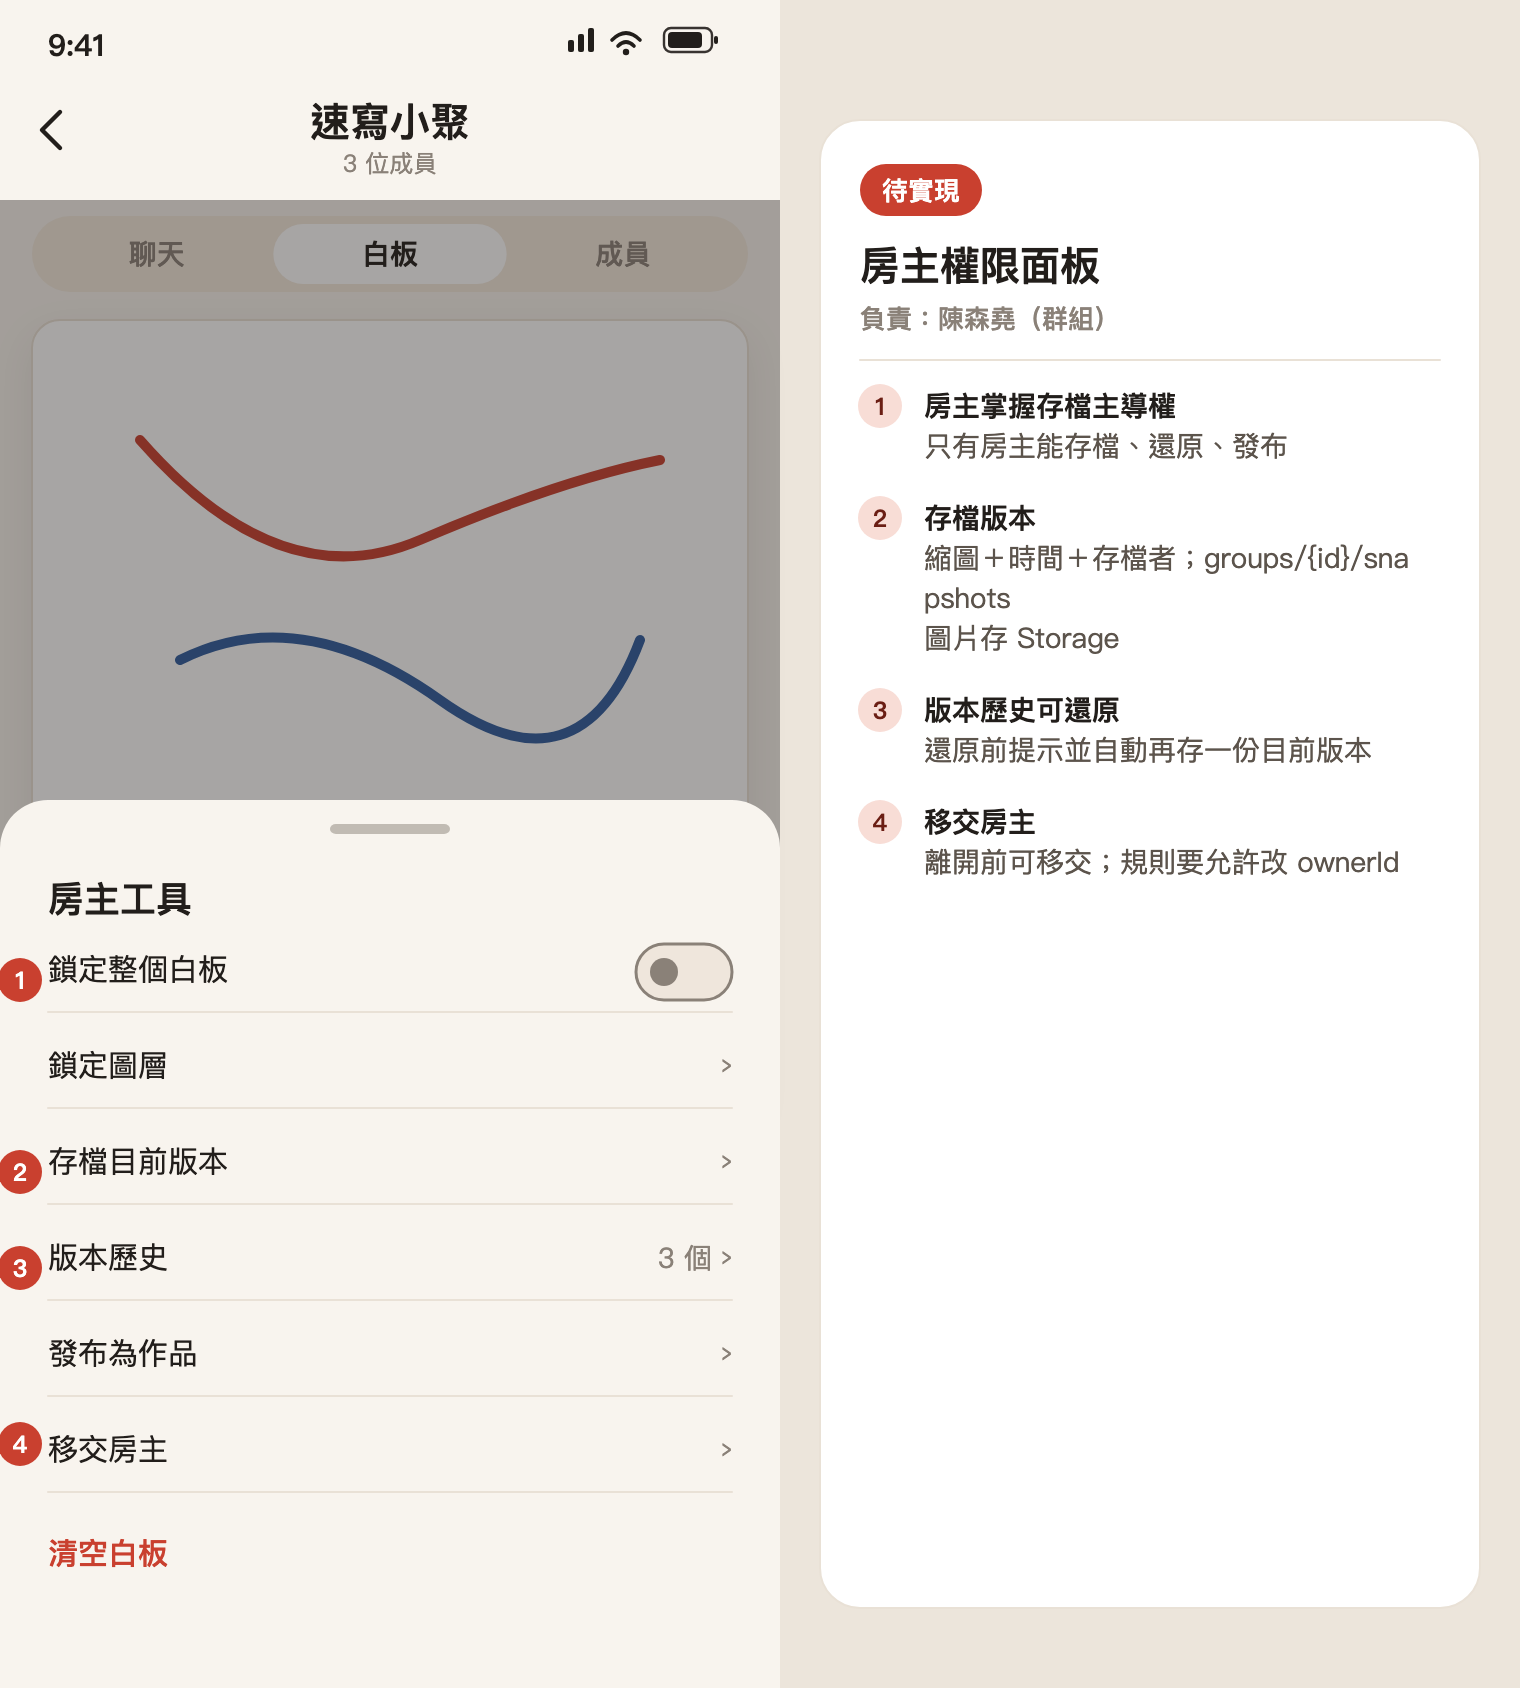 9:41
速寫小聚
3 位成員
聊天
白板
成員
房主工具
1 鎖定整個白板
鎖定圖層 >
2 存檔目前版本 >
3 版本歷史 3 個 >
發布為作品 >
4 移交房主 >
清空白板
待實現
房主權限面板
負責：陳森堯（群組）
1 房主掌握存檔主導權
只有房主能存檔、還原、發布
2 存檔版本
縮圖＋時間＋存檔者；groups/{id}/sna
pshots
圖片存 Storage
3 版本歷史可還原
還原前提示並自動再存一份目前版本
4 移交房主
離開前可移交；規則要允許改 ownerId